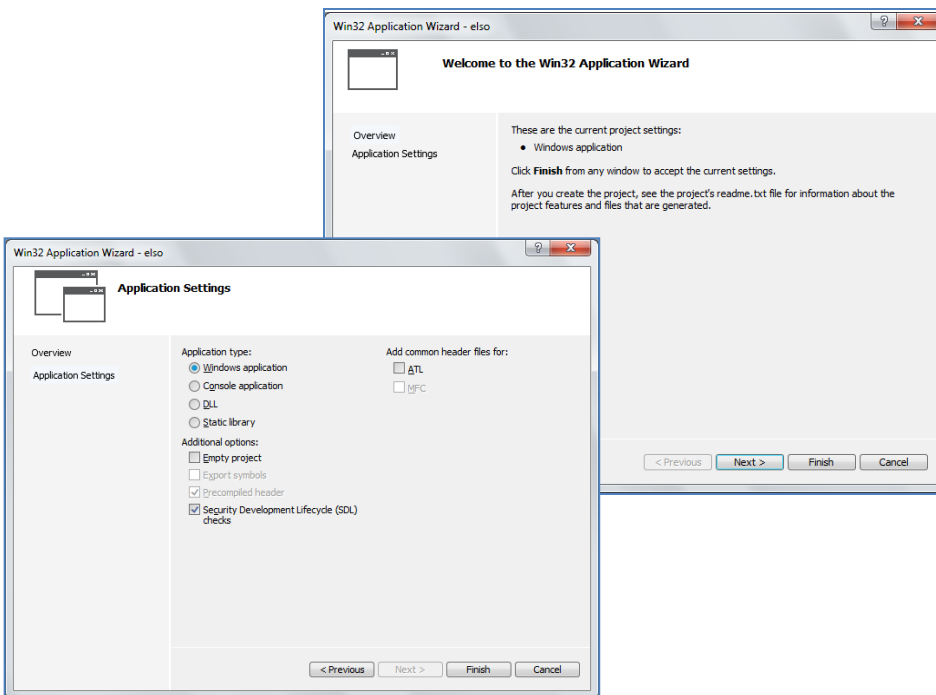 Win32 Application Wizard - elso
Welcome to the Win32 Application Wizard
Overview
Application Settings
These are the current project settings:
• Windows application
Click Finish from any window to accept the current settings.
After you create the project, see the project's readme.txt file for information about the
project features and files that are generated.
< Previous
Next >
Finish
Cancel
Win32 Application Wizard - elso
Application Settings
Overview
Application Settings
Application type:
Windows application
Console application
DLL
Static library
Additional options:
Empty project
Export symbols
Precompiled header
Security Development Lifecycle (SDL)
checks
Add common header files for:
ATL
MFC
< Previous
Next >
Finish
Cancel